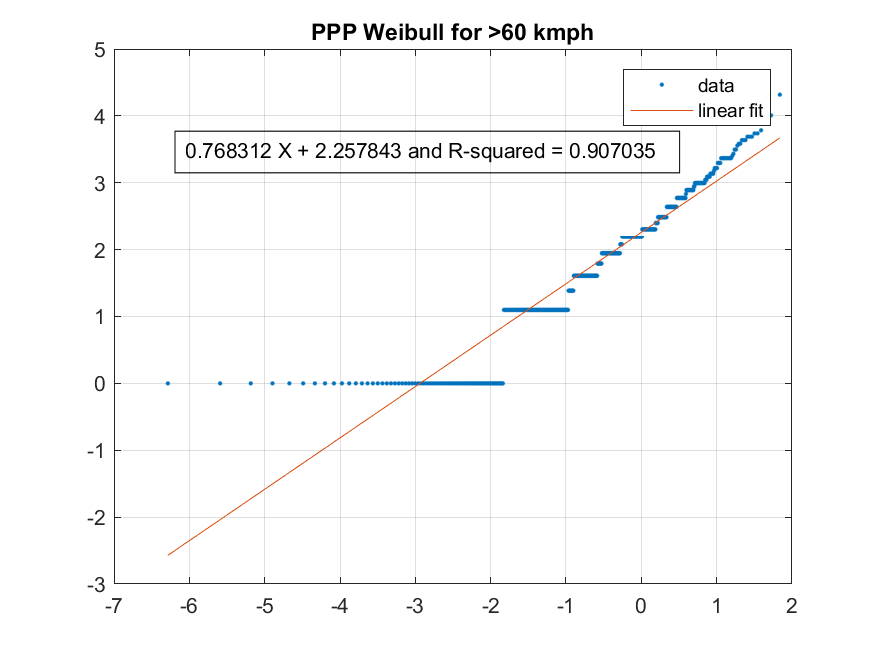 PPP Weibull for >60 kmph
5
data
linear fit
4
0.768312 X + 2.257843 and R-squared = 0.907035
3
2
1
0
-1
-2
-3
-7 -6 -5 -4 -3 -2 -1 0 1 2